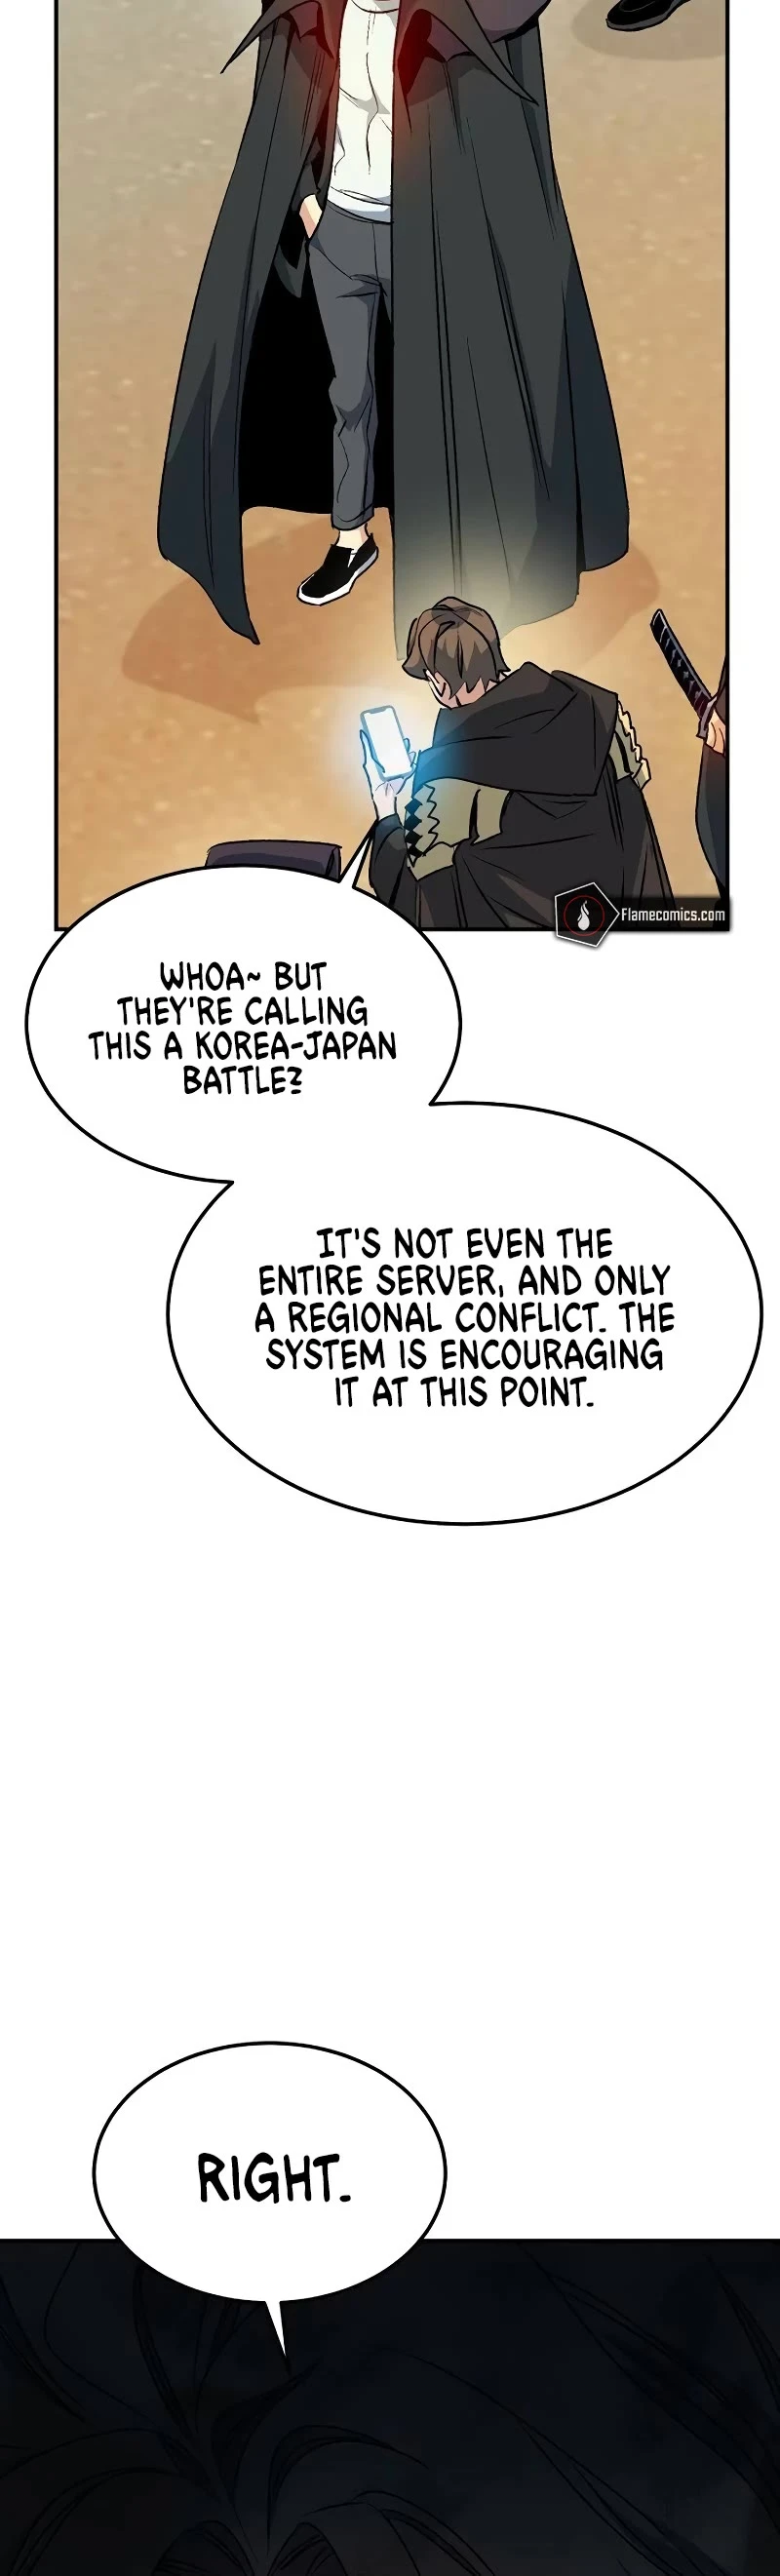 Flamecomics.com
WHOA~ BUT
THEY'RE CALLING
THIS A KOREA-JAPAN
BATTLE?
IT'S NOT EVEN THE
ENTIRE SERVER, AND ONLY
A REGIONAL CONFLICT. THE
SYSTEM IS ENCOURAGING
IT AT THIS POINT.
RIGHT.